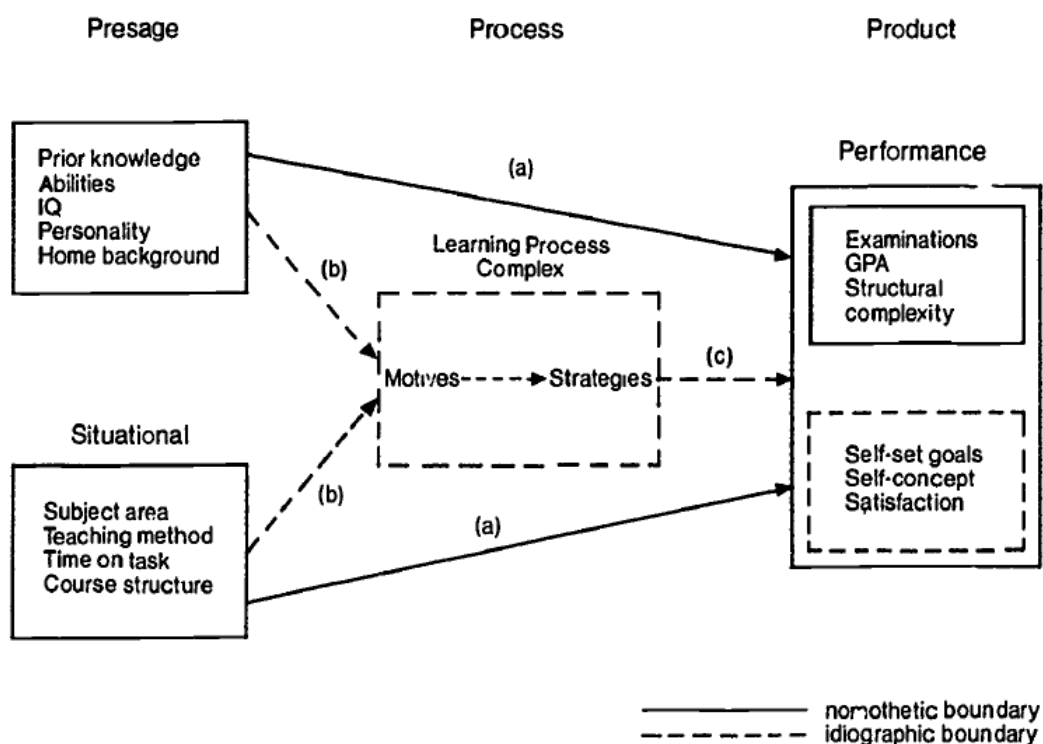 Presage
Process
Product
Prior knowledge
Abilities
IQ
Personality
Home background
(a)
(b)
Learning Process
Complex
Motives
Strategies
(c)
Performance
Examinations
GPA
Structural
complexity
Self-set goals
Self-concept
Satisfaction
Situational
Subject area
Teaching method
Time on task
Course structure
(b)
(a)
nomothetic boundary
idiographic boundary